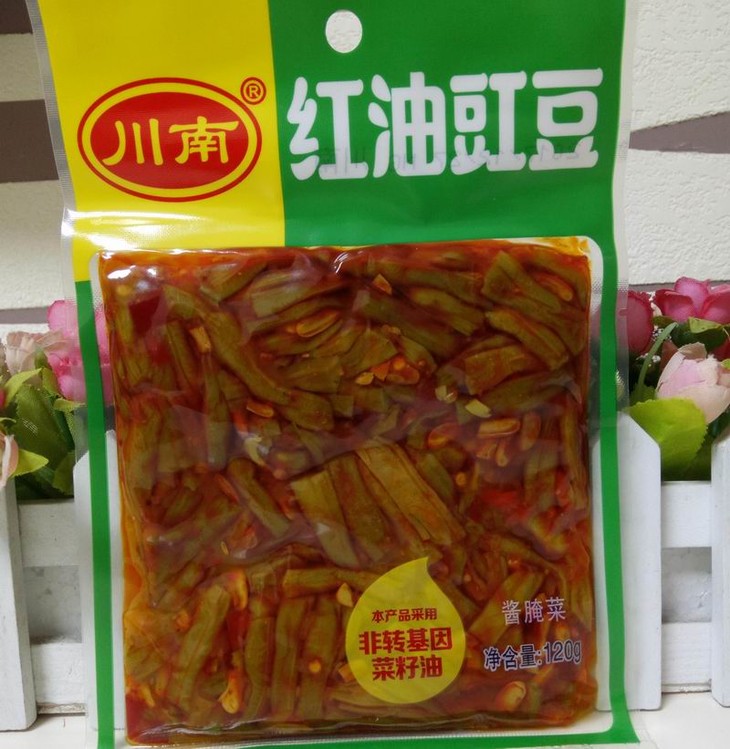 川南®
红油豇豆
本产品采用
非转基因
菜籽油
酱腌菜
净含量:120g